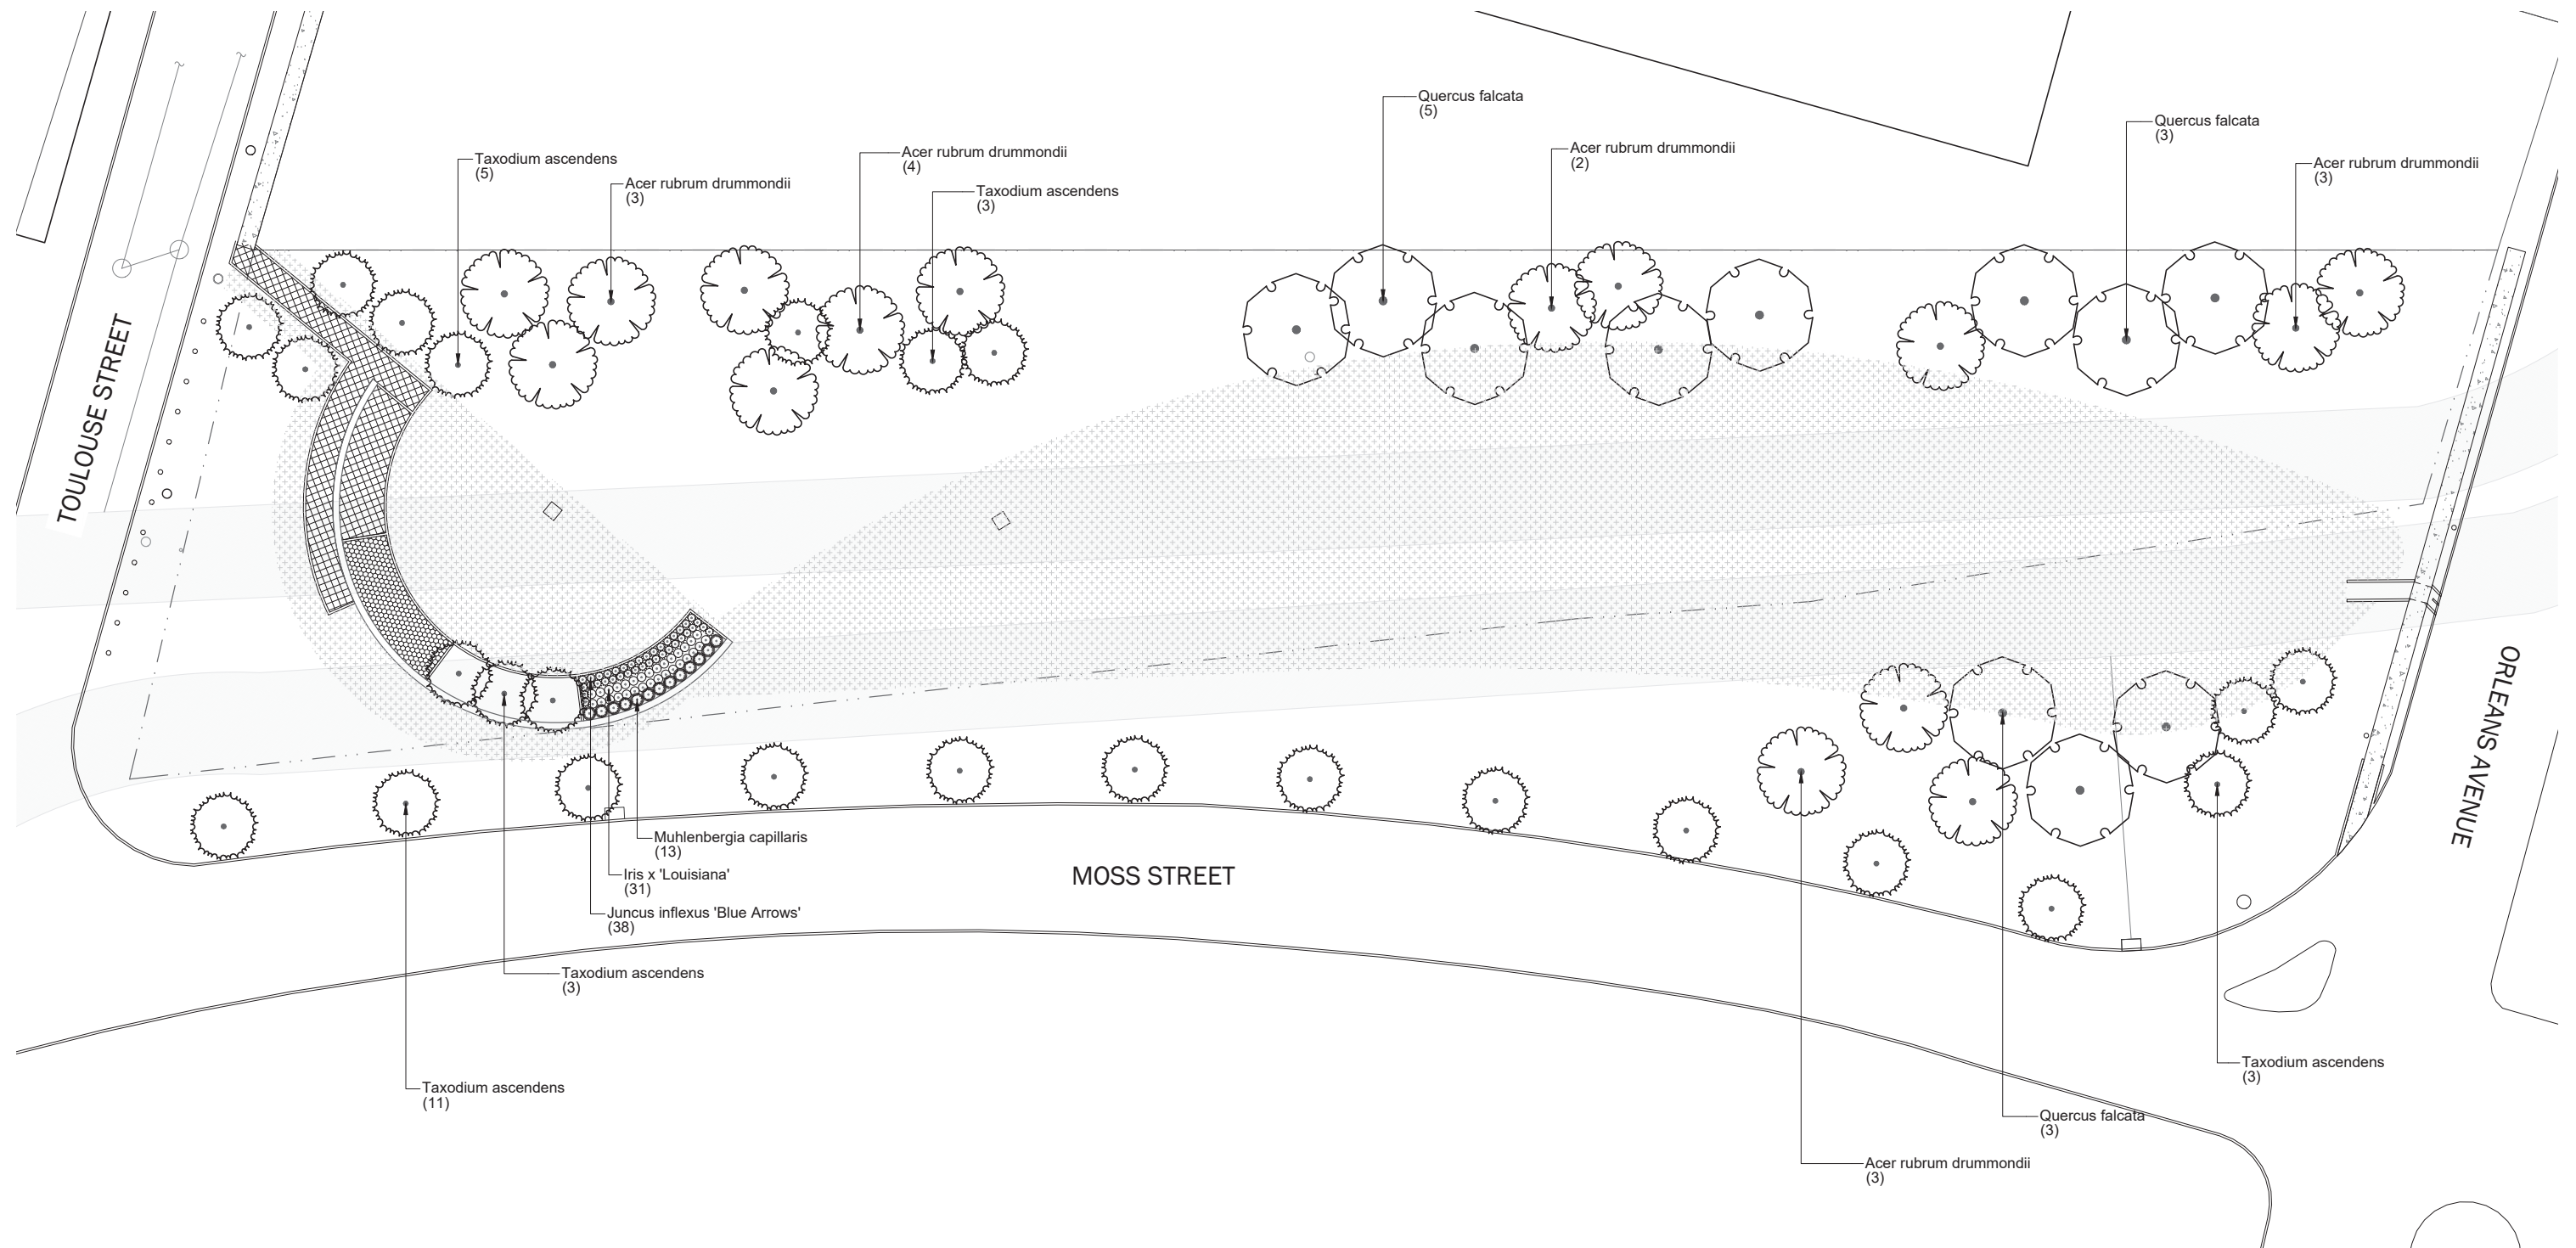 Quercus falcata
(5)
Quercus falcata
(3)
Acer rubrum drummondii
(2)
Acer rubrum drummondii
(4)
Taxodium ascendens
(5)
Acer rubrum drummondii
(3)
Acer rubrum drummondii
(3)
Taxodium ascendens
(3)
TOULOUSE STREET
ORLEANS AVENUE
Muhlenbergia capillaris
(13)
Iris x 'Louisiana'
(31)
MOSS STREET
Juncus inflexus 'Blue Arrows'
(38)
Taxodium ascendens
(3)
Taxodium ascendens
(3)
Taxodium ascendens
(11)
Quercus falcata
(3)
Acer rubrum drummondii
(3)